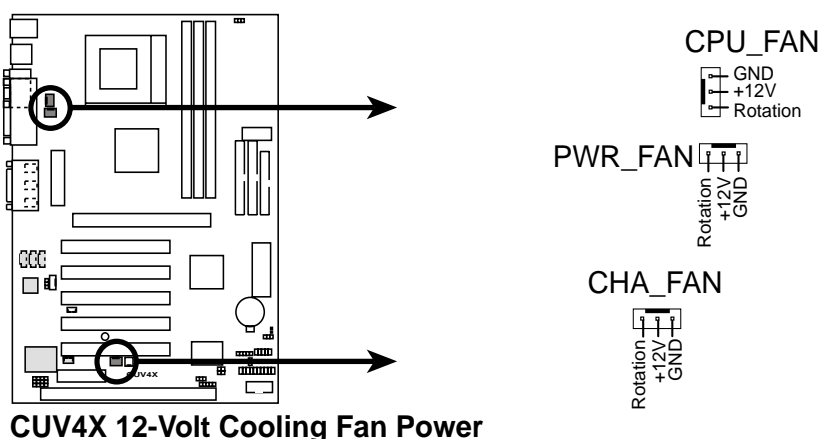 CPU_FAN
GND
+12V
Rotation
PWR_FAN
Rotation
+12V
GND
CHA_FAN
Rotation
+12V
GND
CUV4X
CUV4X 12-Volt Cooling Fan Power